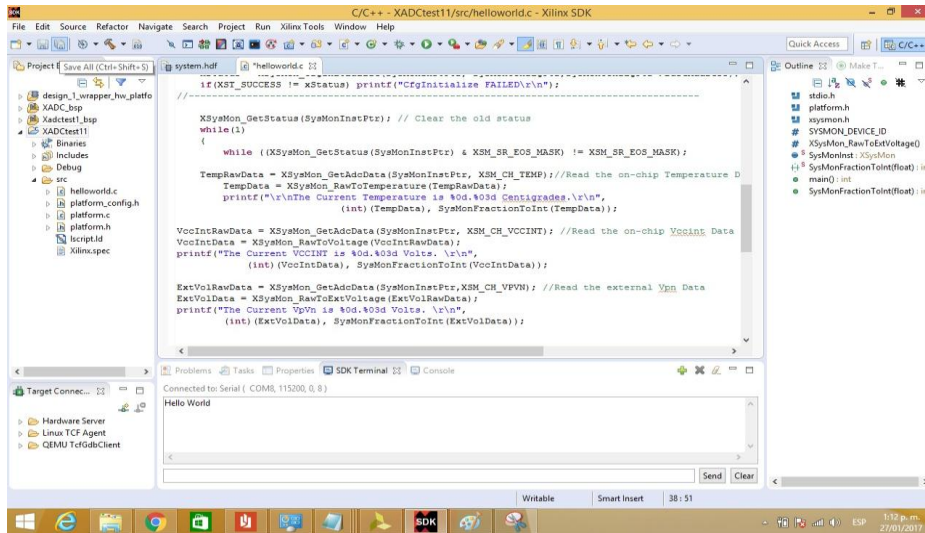 C/C++ - XADCtest11/src/helloworld.c - Xilinx SDK
File Edit Source Refactor Navigate Search Project Run Xilinx Tools Window Help
Quick Access
C/C++
Project E
Save All (Ctrl+Shift+S)
design_1_wrapper_hw_platfo
XADC_bsp
Xadctest1_bsp
XADCtest11
Binaries
Includes
Debug
src
helloworld.c
platform_config.h
platform.c
platform.h
lscript.ld
Xilinx.spec
system.hdf
*helloworld.c
if(XST_SUCCESS != xStatus) printf("CfgInitialize FAILED\r\n");
//----------------------------------------------------------------------
XSysMon_GetStatus(SysMonInstPtr); // Clear the old status
while(1)
{
while ((XSysMon_GetStatus(SysMonInstPtr) & XSM_SR_EOS_MASK) != XSM_SR_EOS_MASK);
TempRawData = XSysMon_GetAdcData(SysMonInstPtr, XSM_CH_TEMP);//Read the on-chip Temperature D
TempData = XSysMon_RawToTemperature(TempRawData);
printf("\r\nThe Current Temperature is %0d.%03d Centigrades.\r\n",
(int)(TempData), SysMonFractionToInt(TempData));
VccIntRawData = XSysMon_GetAdcData(SysMonInstPtr, XSM_CH_VCCINT); //Read the on-chip Vccint Data
VccIntData = XSysMon_RawToVoltage(VccIntRawData);
printf("The Current VCCINT is %0d.%03d Volts. \r\n",
(int)(VccIntData), SysMonFractionToInt(VccIntData));
ExtVolRawData = XSysMon_GetAdcData(SysMonInstPtr,XSM_CH_VPVN); //Read the external Vpn Data
ExtVolData = XSysMon_RawToExtVoltage(ExtVolRawData);
printf("The Current VpVn is %0d.%03d Volts. \r\n",
(int)(ExtVolData), SysMonFractionToInt(ExtVolData));
Outline Make T...
stdio.h
platform.h
xsysmon.h
SYSMON_DEVICE_ID
XSysMon_RawToExtVoltage()
SysMonInst : XSysMon
SysMonFractionToInt(float) : i
main() : int
SysMonFractionToInt(float) : i
Target Connec...
Hardware Server
Linux TCF Agent
QEMU TcfGdbClient
Problems Tasks Properties SDK Terminal Console
Connected to: Serial ( COM8, 115200, 0, 8 )
Hello World
Send Clear
Writable Smart Insert 38 : 51
SDK
ESP
1:12 p. m.
27/01/2017